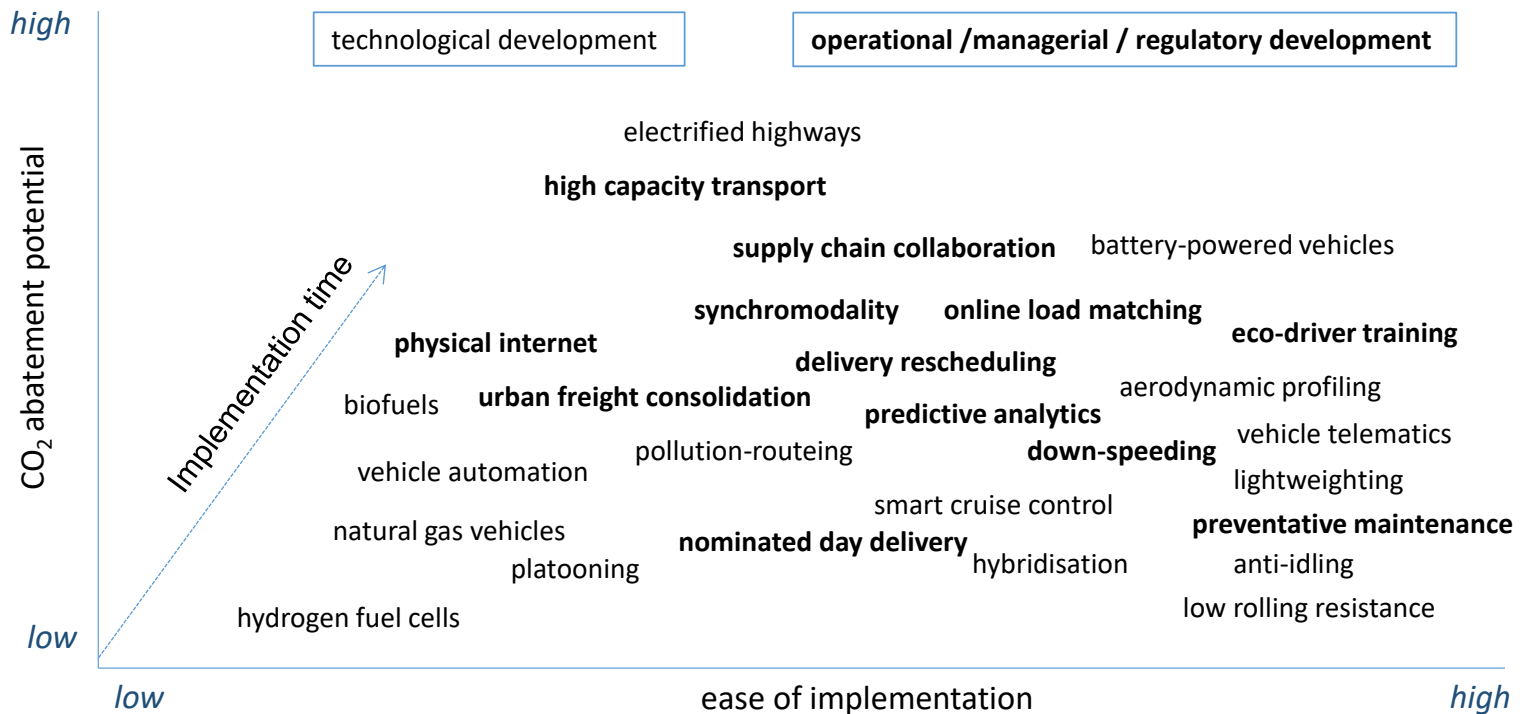 high
technological development
operational /managerial / regulatory development
electrified highways
high capacity transport
supply chain collaboration
battery-powered vehicles
synchromodality
online load matching
eco-driver training
physical internet
delivery rescheduling
aerodynamic profiling
biofuels
urban freight consolidation
predictive analytics
vehicle telematics
pollution-routeing
down-speeding
vehicle automation
lightweighting
smart cruise control
preventative maintenance
natural gas vehicles
nominated day delivery
hybridisation
anti-idling
platooning
low rolling resistance
hydrogen fuel cells
Implementation time
CO₂ abatement potential
low
low
ease of implementation
high